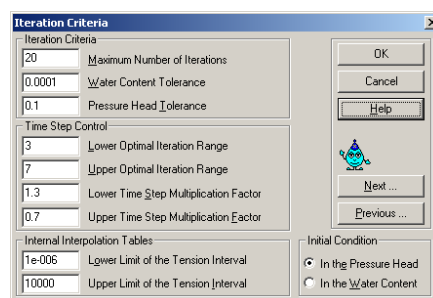 Iteration Criteria
Iteration Criteria
20 Maximum Number of Iterations
0.0001 Water Content Tolerance
0.1 Pressure Head Tolerance
Time Step Control
3 Lower Optimal Iteration Range
7 Upper Optimal Iteration Range
1.3 Lower Time Step Multiplication Factor
0.7 Upper Time Step Multiplication Factor
Internal Interpolation Tables
1e-006 Lower Limit of the Tension Interval
10000 Upper Limit of the Tension Interval
OK
Cancel
Help
Next ...
Previous ...
Initial Condition
In the Pressure Head
In the Water Content